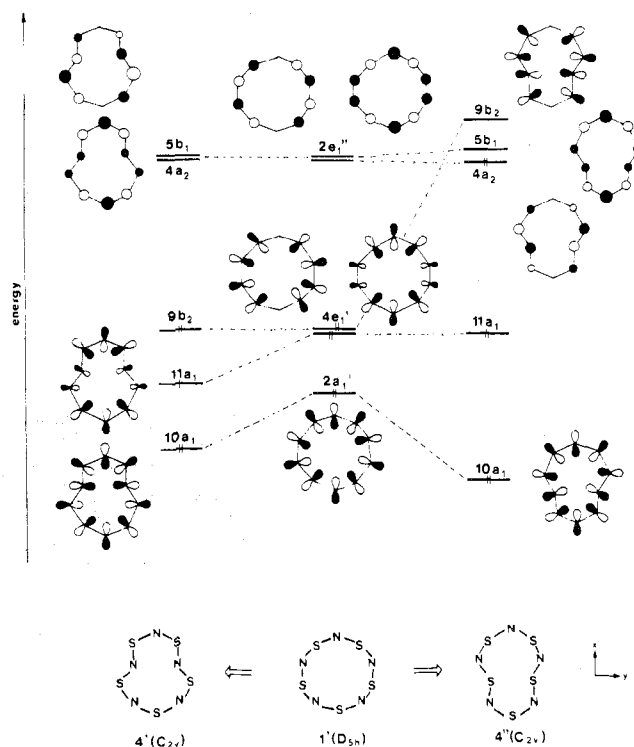 energy
5b₁
4a₂
2e₁''
9b₂
5b₁
4a₂
9b₂
4e₁'
11a₁
11a₁
2a₁'
10a₁
10a₁
S N S
N N
S S
N S N
S N S
N N
S S
N S N
N
S S
N N
S S
N S N
x
y
4'(C₂ᵥ)
⇐
1'(D₅ₕ)
⇒
4''(C₂ᵥ)